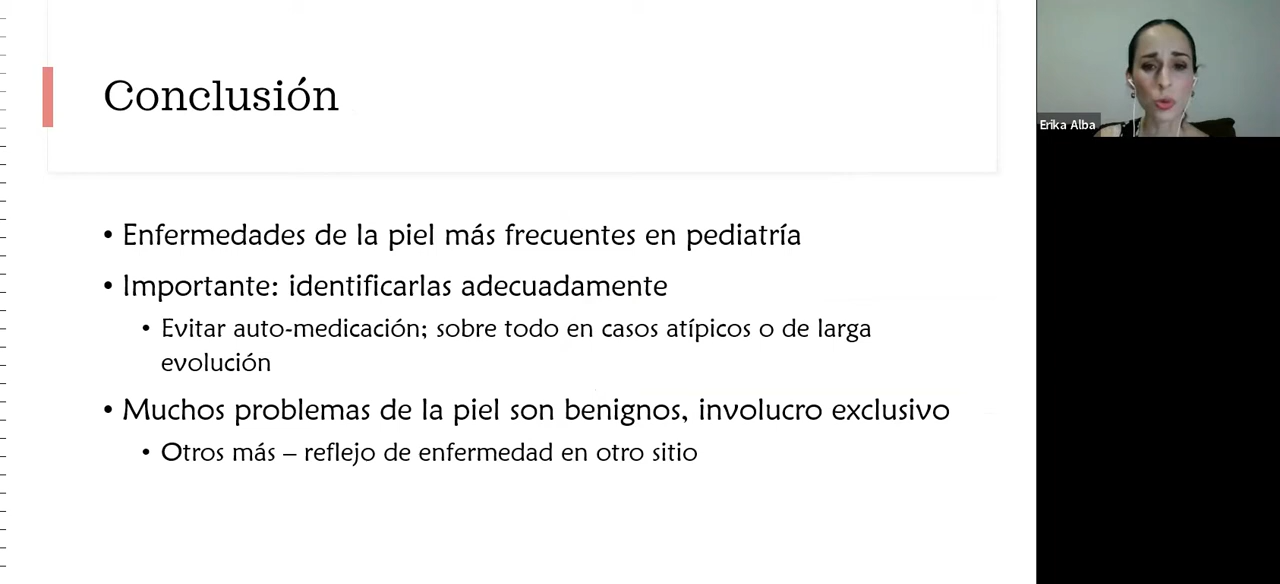 Conclusión
Erika Alba
• Enfermedades de la piel más frecuentes en pediatría
• Importante: identificarlas adecuadamente
• Evitar auto-medicación; sobre todo en casos atípicos o de larga
evolución
• Muchos problemas de la piel son benignos, involucro exclusivo
• Otros más – reflejo de enfermedad en otro sitio